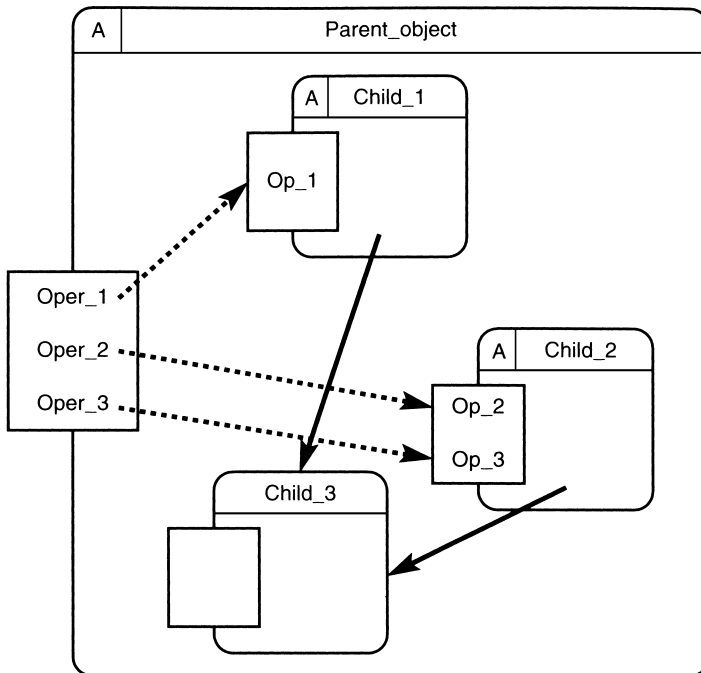 A Parent_object
A Child_1
Op_1
Oper_1
Oper_2
Oper_3
A Child_2
Op_2
Op_3
Child_3